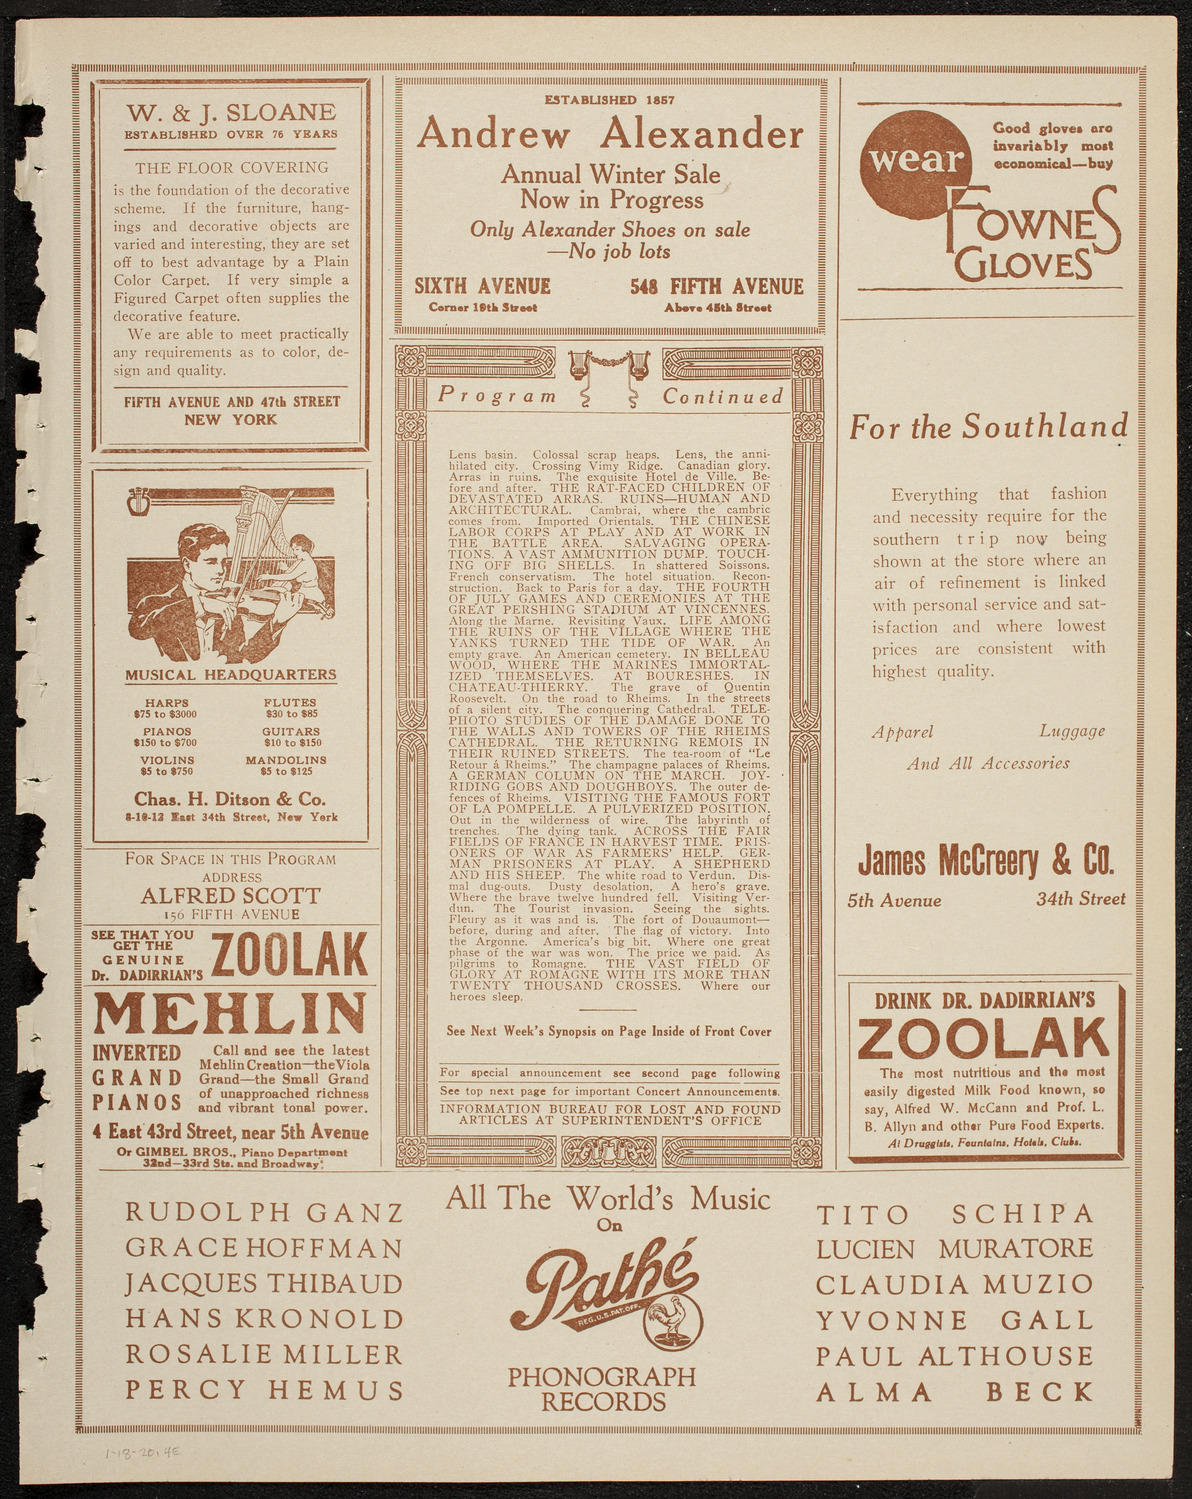 W. & J. SLOANE
ESTABLISHED OVER 76 YEARS
THE FLOOR COVERING
is the foundation of the decorative
scheme. If the furniture, hang-
ings and decorative objects are
varied and interesting, they are set
off to best advantage by a Plain
Color Carpet. If very simple a
Figured Carpet often supplies the
decorative feature.
We are able to meet practically
any requirements as to color, de-
sign and quality.
FIFTH AVENUE AND 47th STREET
NEW YORK
MUSICAL HEADQUARTERS
HARPS FLUTES
$75 to $3000 $30 to $85
PIANOS GUITARS
$150 to $700 $10 to $150
VIOLINS MANDOLINS
$5 to $750 $5 to $125
Chas. H. Ditson & Co.
8-10-12 East 34th Street, New York
FOR SPACE IN THIS PROGRAM
ADDRESS
ALFRED SCOTT
156 FIFTH AVENUE
SEE THAT YOU
GET THE
GENUINE
Dr. DADIRRIAN'S
ZOOLAK
MEHLIN
INVERTED
GRAND
PIANOS
Call and see the latest
Mehlin Creation—the Viola
Grand—the Small Grand
of unapproached richness
and vibrant tonal power.
4 East 43rd Street, near 5th Avenue
Or GIMBEL BROS., Piano Department
32nd—33rd Sts. and Broadway
ESTABLISHED 1857
Andrew Alexander
Annual Winter Sale
Now in Progress
Only Alexander Shoes on sale
—No job lots
SIXTH AVENUE 548 FIFTH AVENUE
Corner 19th Street Above 45th Street
Program Continued
Lens basin. Colossal scrap heaps. Lens, the anni-
hilated city. Crossing Vimy Ridge. Canadian glory.
Arras in ruins. The exquisite Hotel de Ville. Be-
fore and after. THE RAT-FACED CHILDREN OF
DEVASTATED ARRAS. RUINS—HUMAN AND
ARCHITECTURAL. Cambrai, where the cambric
comes from. Imported Orientals. THE CHINESE
LABOR CORPS AT PLAY AND AT WORK IN
THE BATTLE AREA. SALVAGING OPERA-
TIONS. A VAST AMMUNITION DUMP. TOUCH-
ING OFF BIG SHELLS. In shattered Soissons.
French conservatism. The hotel situation. Recon-
struction. Back to Paris for a day. THE FOURTH
OF JULY GAMES AND CEREMONIES AT THE
GREAT PERSHING STADIUM AT VINCENNES.
Along the Marne. Revisiting Vaux. LIFE AMONG
THE RUINS OF THE VILLAGE WHERE THE
YANKS TURNED THE TIDE OF WAR. An
empty grave. An American cemetery. IN BELLEAU
WOOD, WHERE THE MARINES IMMORTAL-
IZED THEMSELVES. AT BOURESHES. IN
CHATEAU-THIERRY. The grave of Quentin
Roosevelt. On the road to Rheims. In the streets
of a silent city. The conquering Cathedral. TELE-
PHOTO STUDIES OF THE DAMAGE DONE TO
THE WALLS AND TOWERS OF THE RHEIMS
CATHEDRAL. THE RETURNING REMOIS IN
THEIR RUINED STREETS. The tea-room of "Le
Retour á Rheims." The champagne palaces of Rheims.
A GERMAN COLUMN ON THE MARCH. JOY-
RIDING GOBS AND DOUGHBOYS. The outer de-
fences of Rheims. VISITING THE FAMOUS FORT
OF LA POMPELLE. A PULVERIZED POSITION.
Out in the wilderness of wire. The labyrinth of
trenches. The dying tank. ACROSS THE FAIR
FIELDS OF FRANCE IN HARVEST TIME. PRIS-
ONERS OF WAR AS FARMERS' HELP. GER-
MAN PRISONERS AT PLAY. A SHEPHERD
AND HIS SHEEP. The white road to Verdun. Dis-
mal dug-outs. Dusty desolation. A hero's grave.
Where the brave twelve hundred fell. Visiting Ver-
dun. The Tourist invasion. Seeing the sights.
Fleury as it was and is. The fort of Douaumont—
before, during and after. The flag of victory. Into
the Argonne. America's big bit. Where one great
phase of the war was won. The price we paid. As
pilgrims to Romagne. THE VAST FIELD OF
GLORY AT ROMAGNE WITH ITS MORE THAN
TWENTY THOUSAND CROSSES. Where our
heroes sleep.
See Next Week's Synopsis on Page Inside of Front Cover
For special announcement see second page following
See top next page for important Concert Announcements.
INFORMATION BUREAU FOR LOST AND FOUND
ARTICLES AT SUPERINTENDENT'S OFFICE
wear
Good gloves are
invariably most
economical—buy
FOWNES
GLOVES
For the Southland
Everything that fashion
and necessity require for the
southern trip now being
shown at the store where an
air of refinement is linked
with personal service and sat-
isfaction and where lowest
prices are consistent with
highest quality.
Apparel Luggage
And All Accessories
James McCreery & Co.
5th Avenue 34th Street
DRINK DR. DADIRRIAN'S
ZOOLAK
The most nutritious and the most
easily digested Milk Food known, so
say, Alfred W. McCann and Prof. L.
B. Allyn and other Pure Food Experts.
At Druggists, Fountains, Hotels, Clubs.
RUDOLPH GANZ
GRACE HOFFMAN
JACQUES THIBAUD
HANS KRONOLD
ROSALIE MILLER
PERCY HEMUS
All The World's Music
On
Pathé
REG. U.S. PAT. OFF.
PHONOGRAPH
RECORDS
TITO SCHIPA
LUCIEN MURATORE
CLAUDIA MUZIO
YVONNE GALL
PAUL ALTHOUSE
ALMA BECK
1-18-20, 4E